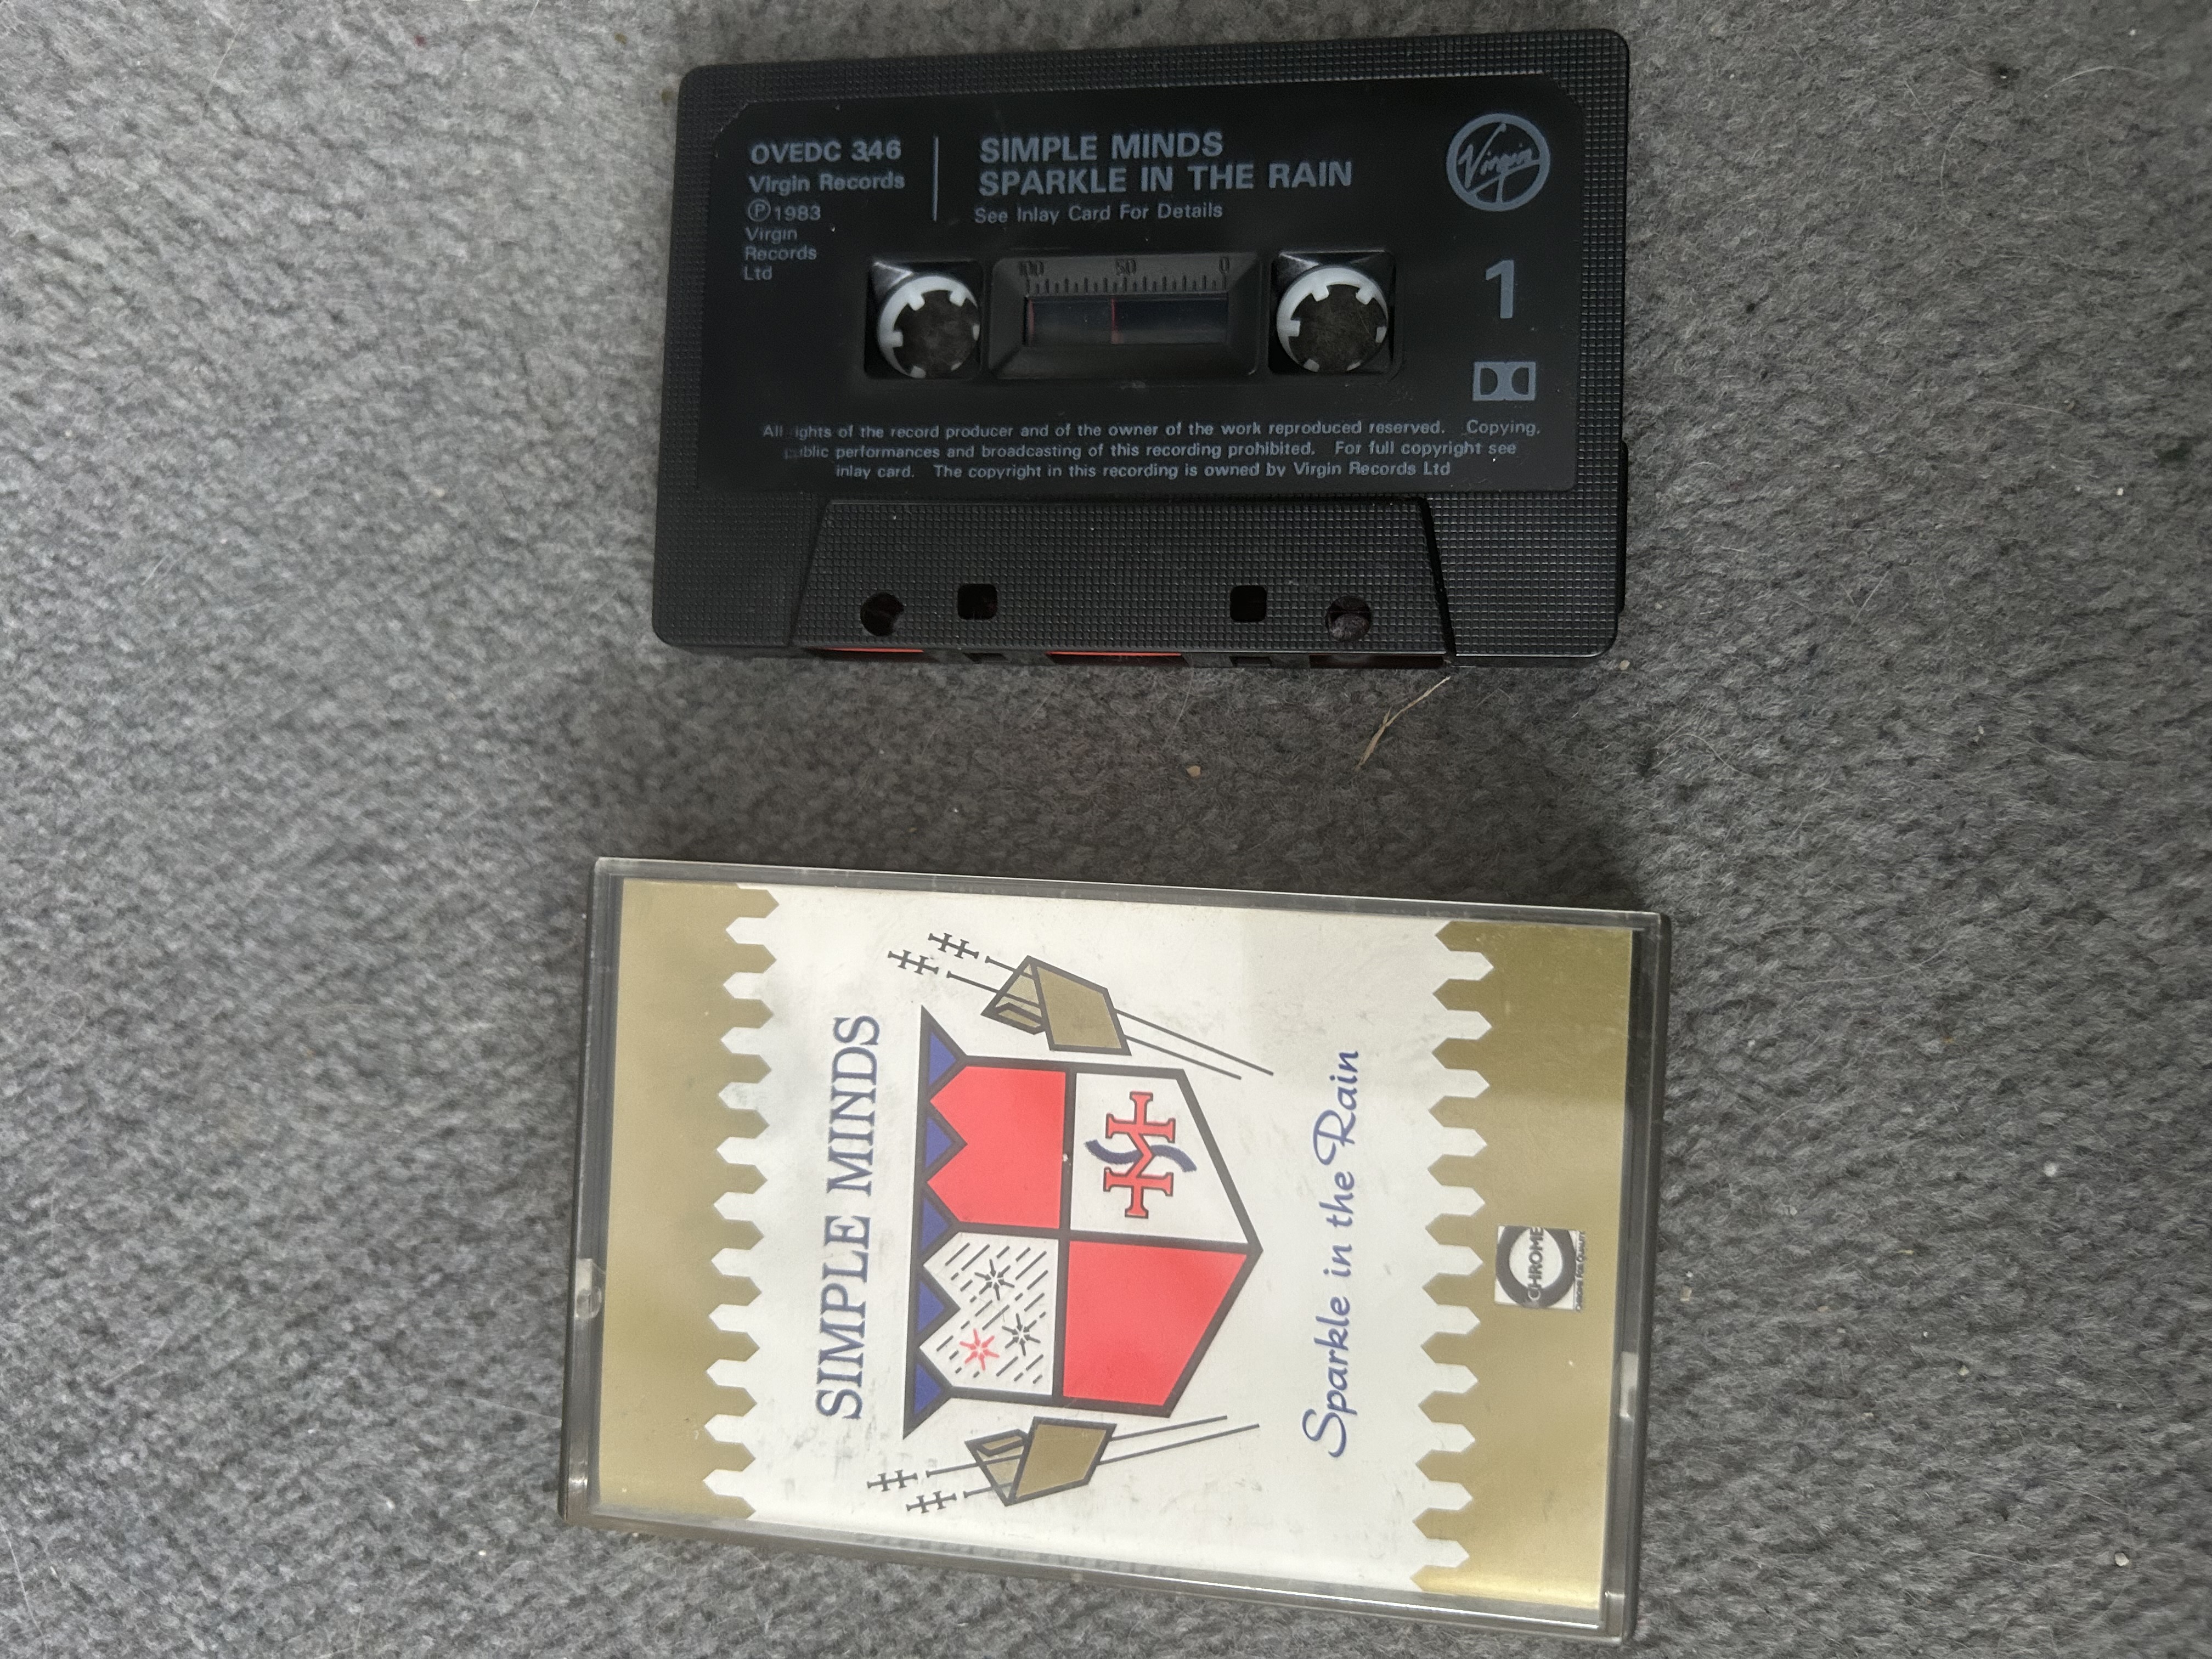 OVEDC 346
Virgin Records
Ⓟ1983
Virgin
Records
Ltd
SIMPLE MINDS
SPARKLE IN THE RAIN
See Inlay Card For Details
Virgin
100 50 0
1
All ights of the record producer and of the owner of the work reproduced reserved. Copying,
ublic performances and broadcasting of this recording prohibited. For full copyright see
inlay card. The copyright in this recording is owned by Virgin Records Ltd
SIMPLE MINDS
Sparkle in the Rain
CHROME